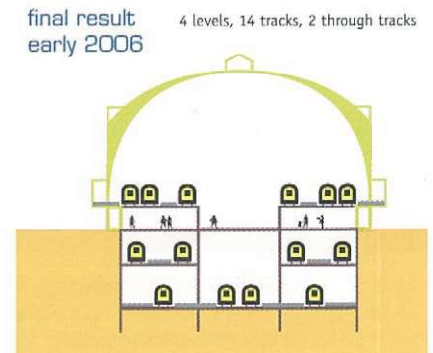 final result
early 2006
4 levels, 14 tracks, 2 through tracks